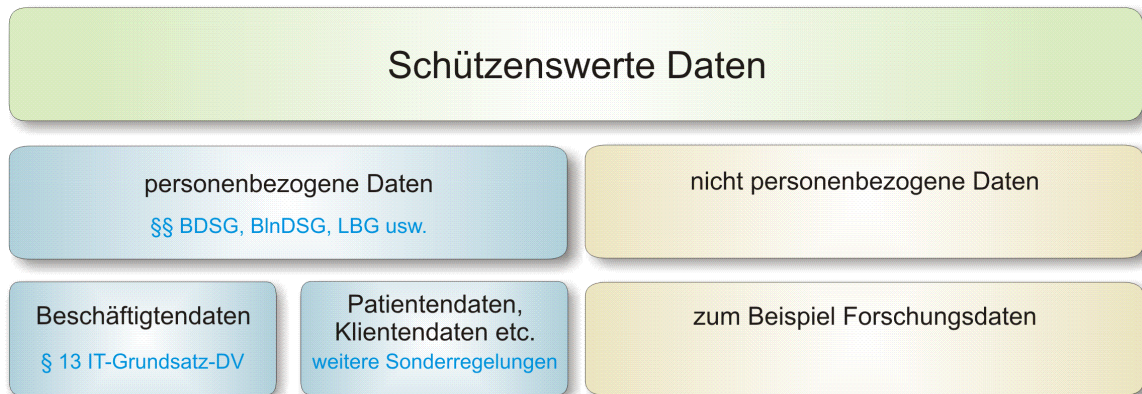 Schützenswerte Daten
personenbezogene Daten
§§ BDSG, BlnDSG, LBG usw.
nicht personenbezogene Daten
Beschäftigtendaten
§ 13 IT-Grundsatz-DV
Patientendaten,
Klientendaten etc.
weitere Sonderregelungen
zum Beispiel Forschungsdaten